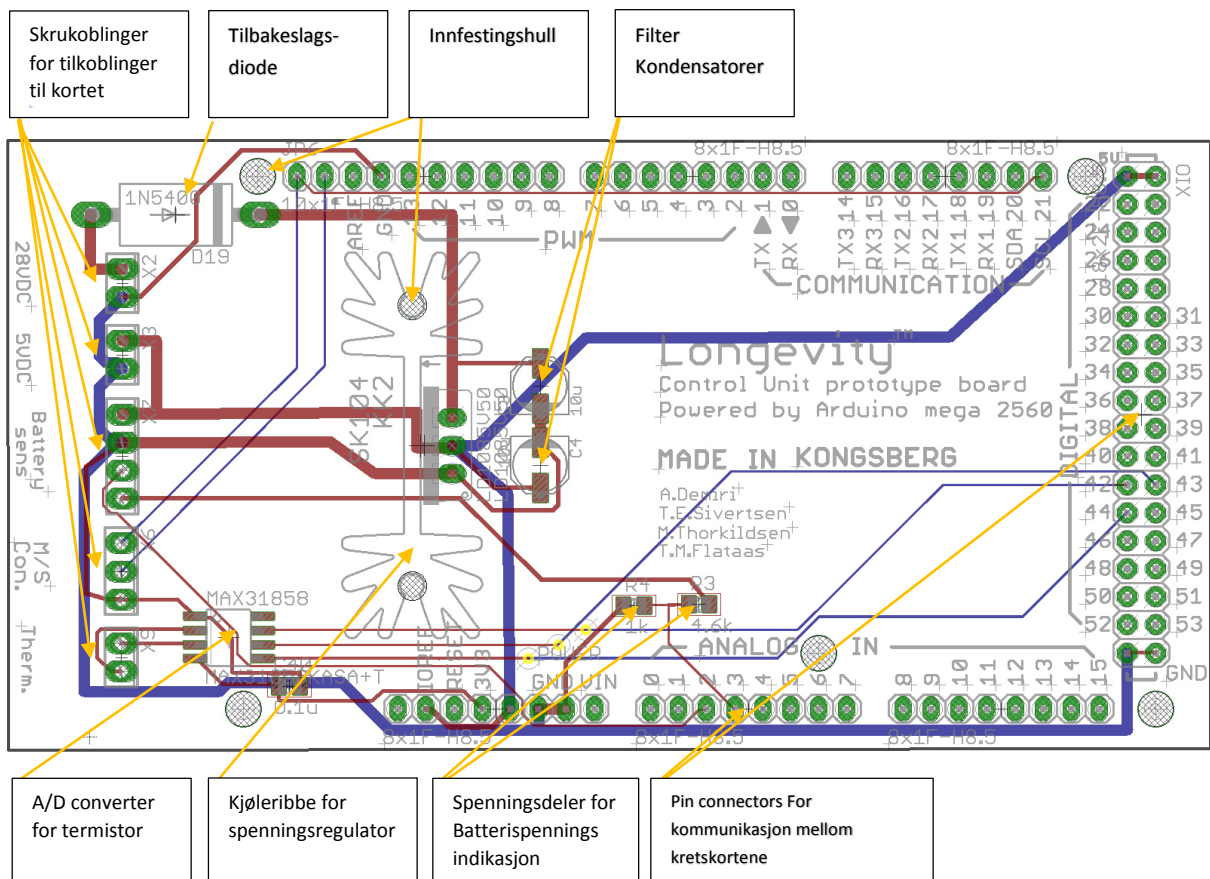 Skrukoblinger
for tilkoblinger
til kortet
Tilbakeslags-
diode
Innfestingshull
Filter
Kondensatorer
JP6
8x1F-H8.5
8x1F-H8.5
5V
XIO
1N5400
D19
AREF
GND
13
12
11
10
9
8
7
6
5
4
3
2
TX 1
RX 0
PWM
TX3 14
RX3 15
TX2 16
RX2 17
TX1 18
RX1 19
SDA 20
SCL 21
COMMUNICATION
28VDC
X2
5VDC
Battery
sens
M/S
Con.
Therm.
X9
SK104
KK2
10u
C4
Longevity™
Control Unit prototype board
Powered by Arduino mega 2560
MADE IN KONGSBERG
A.Demiri
T.E.Sivertsen
M.Thorkildsen
T.M.Flataas
DIGITAL
24
26
28
30 31
32 33
34 35
36 37
38 39
40 41
42 43
44 45
46 47
48 49
50 51
52 53
GND
MAX31858
0.1u
R4
1k
R3
4.6k
POWER
ANALOG IN
IOREF
RESET
3V3
GND
VIN
0
1
2
3
4
5
6
7
8
9
10
11
12
13
14
15
8x1F-H8.5
8x1F-H8.5
8x1F-H8.5
A/D converter
for termistor
Kjøleribbe for
spenningsregulator
Spenningsdeler for
Batterispennings
indikasjon
Pin connectors For
kommunikasjon mellom
kretskortene